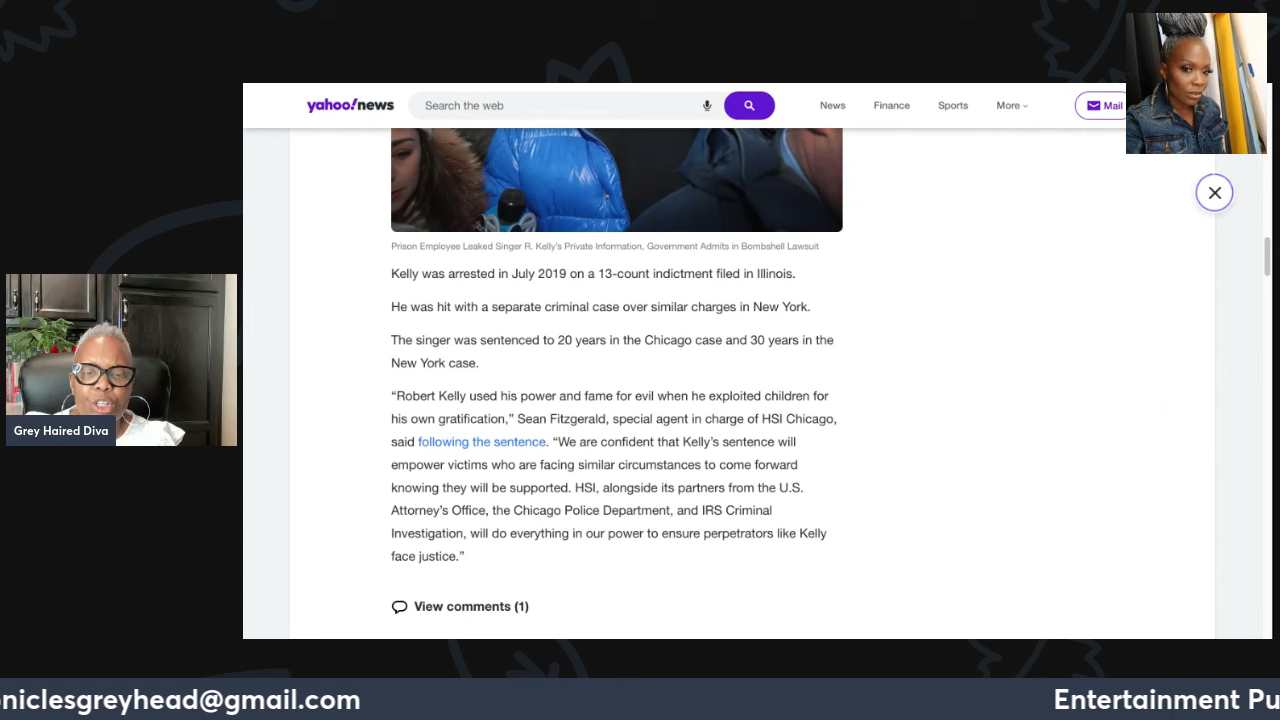 yahoo!news
Search the web
News
Finance
Sports
More
Mail
Prison Employee Leaked Singer R. Kelly's Private Information, Government Admits in Bombshell Lawsuit
Kelly was arrested in July 2019 on a 13-count indictment filed in Illinois.
He was hit with a separate criminal case over similar charges in New York.
The singer was sentenced to 20 years in the Chicago case and 30 years in the
New York case.
“Robert Kelly used his power and fame for evil when he exploited children for
his own gratification,” Sean Fitzgerald, special agent in charge of HSI Chicago,
said following the sentence. “We are confident that Kelly’s sentence will
empower victims who are facing similar circumstances to come forward
knowing they will be supported. HSI, alongside its partners from the U.S.
Attorney’s Office, the Chicago Police Department, and IRS Criminal
Investigation, will do everything in our power to ensure perpetrators like Kelly
face justice.”
View comments (1)
Grey Haired Diva
niclesgreyhead@gmail.com
Entertainment Pu